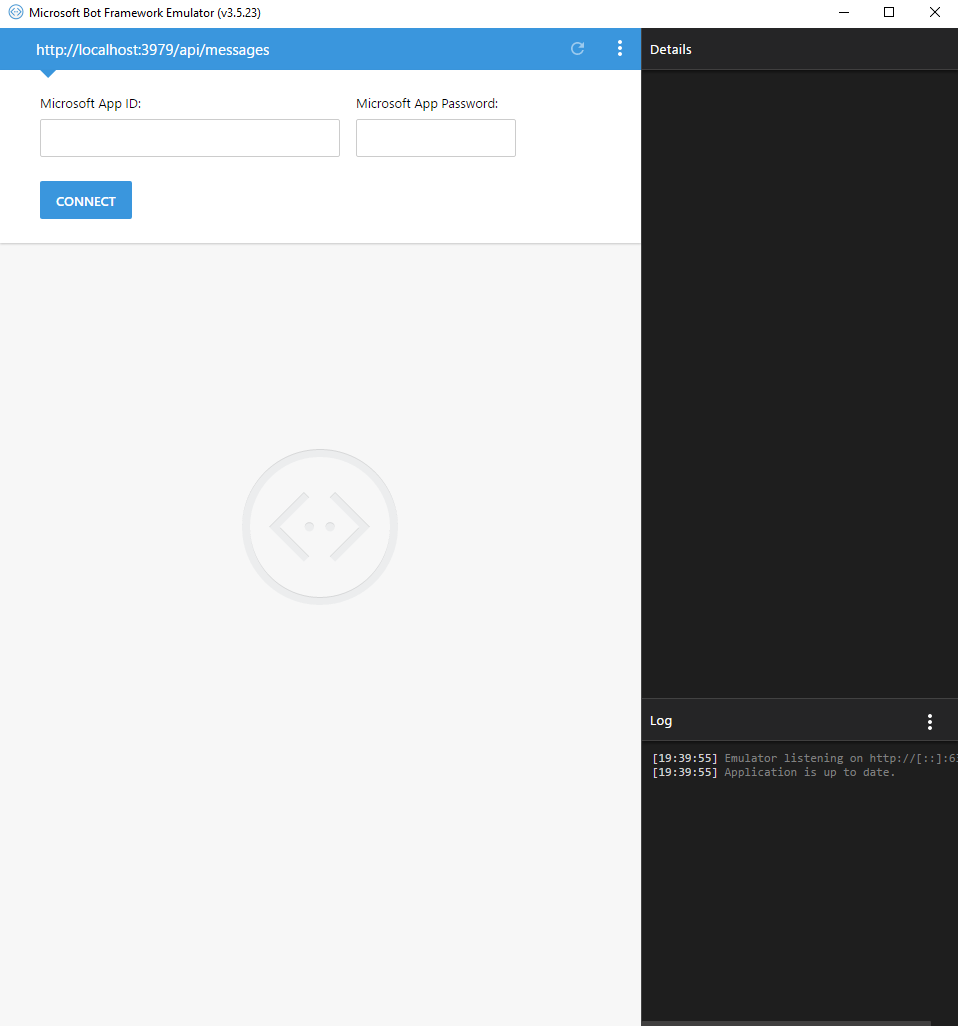 Microsoft Bot Framework Emulator (v3.5.23)
http://localhost:3979/api/messages
Details
Microsoft App ID:
Microsoft App Password:
CONNECT
Log
[19:39:55] Emulator listening on http://[::]:6
[19:39:55] Application is up to date.